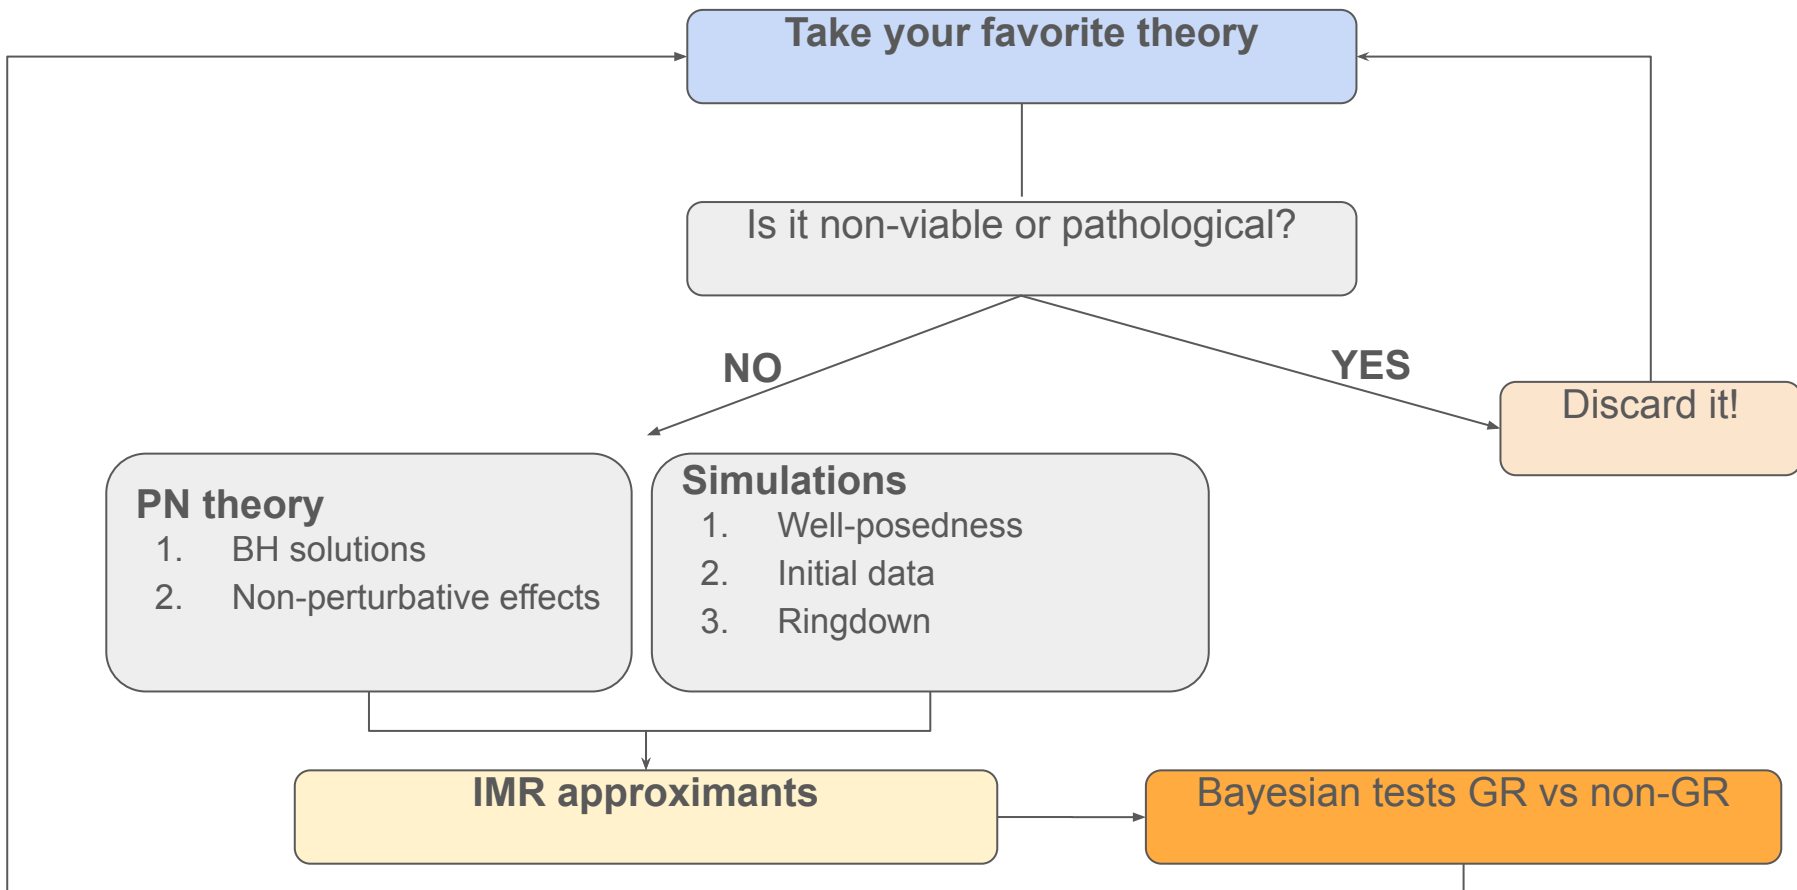 Take your favorite theory
Is it non-viable or pathological?
NO
YES
Discard it!
PN theory
1. BH solutions
2. Non-perturbative effects
Simulations
1. Well-posedness
2. Initial data
3. Ringdown
IMR approximants
Bayesian tests GR vs non-GR